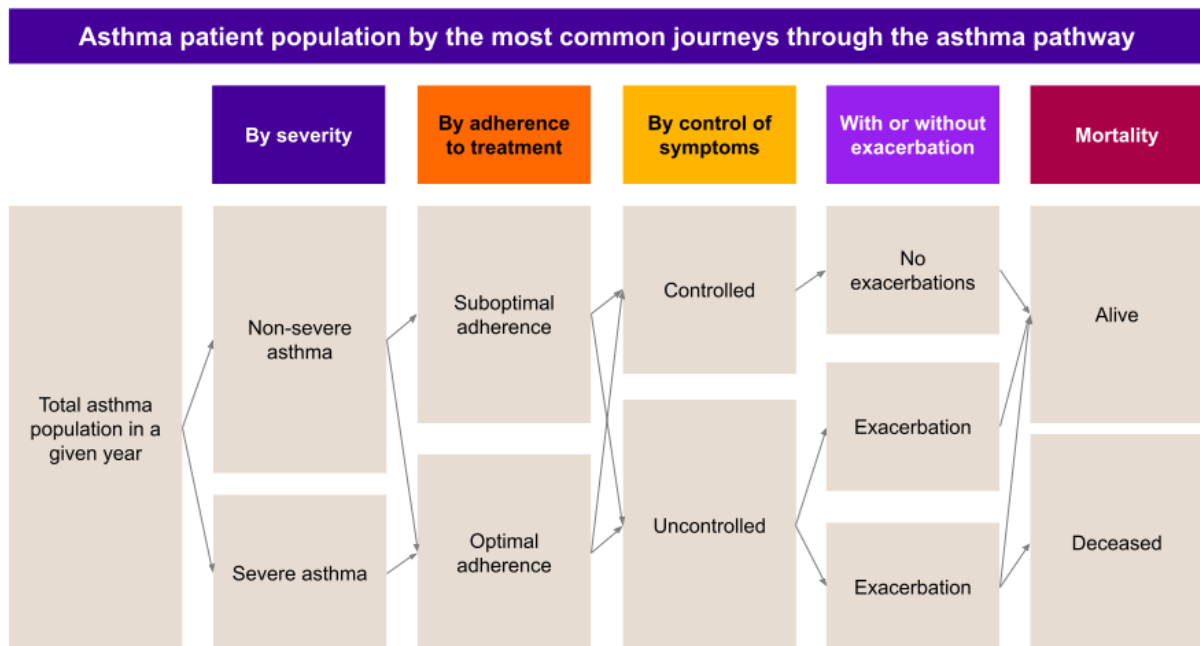 Asthma patient population by the most common journeys through the asthma pathway
By severity
By adherence
to treatment
By control of
symptoms
With or without
exacerbation
Mortality
Total asthma
population in a
given year
Non-severe
asthma
Severe asthma
Suboptimal
adherence
Optimal
adherence
Controlled
Uncontrolled
No
exacerbations
Exacerbation
Exacerbation
Alive
Deceased